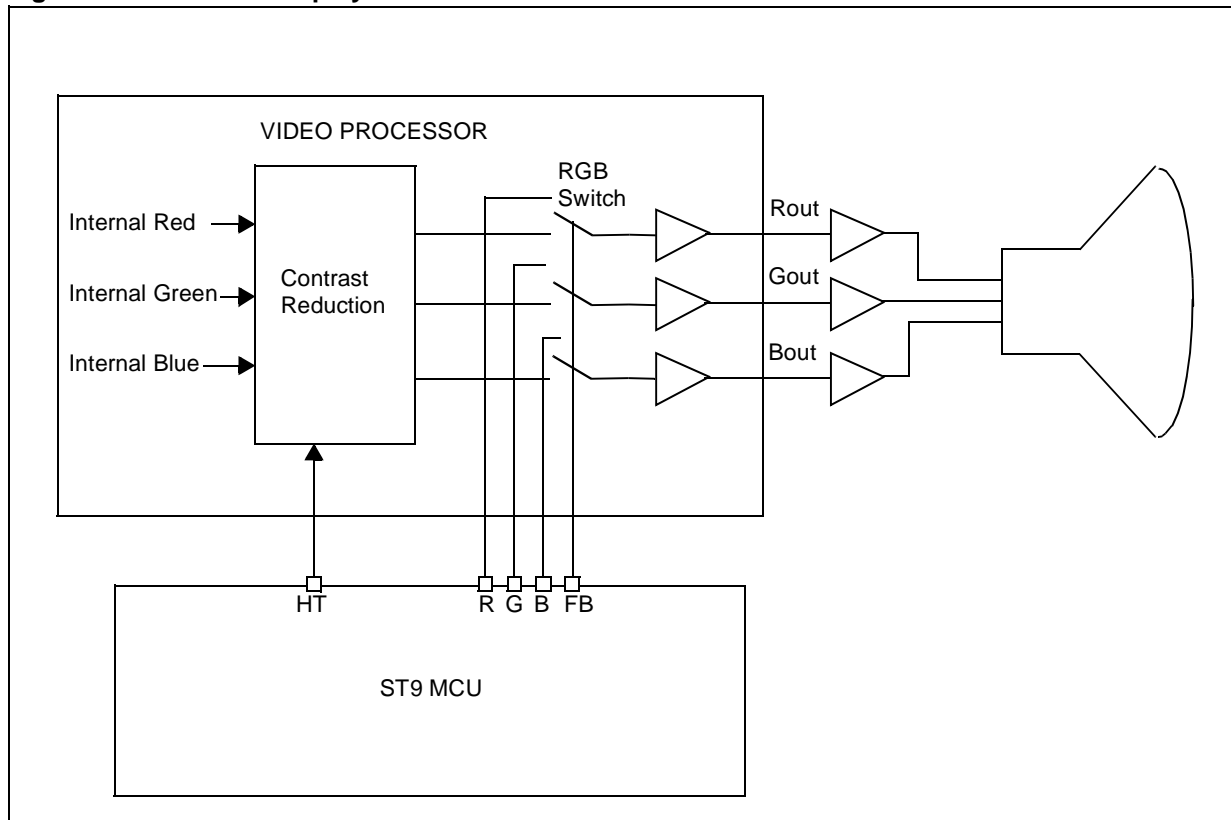 VIDEO PROCESSOR
RGB
Switch
Internal Red
Rout
Contrast
Reduction
Internal Green
Gout
Internal Blue
Bout
HT
R G B FB
ST9 MCU